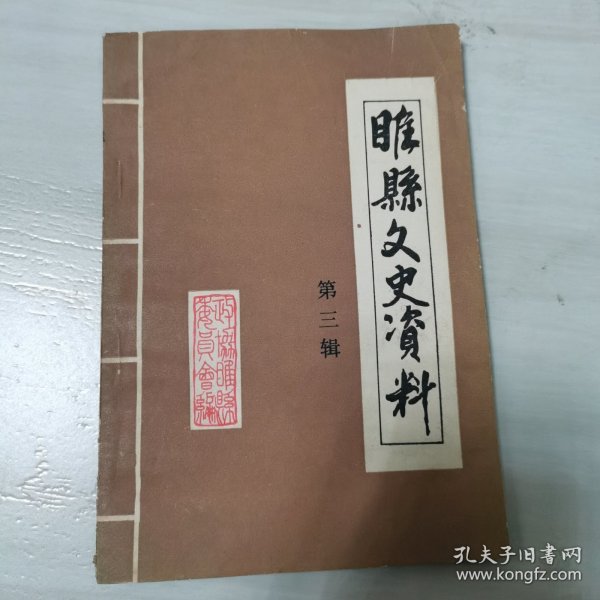 睢縣文史資料
第三辑
政協睢縣
委員會編
孔夫子旧书网
www.kongfz.com